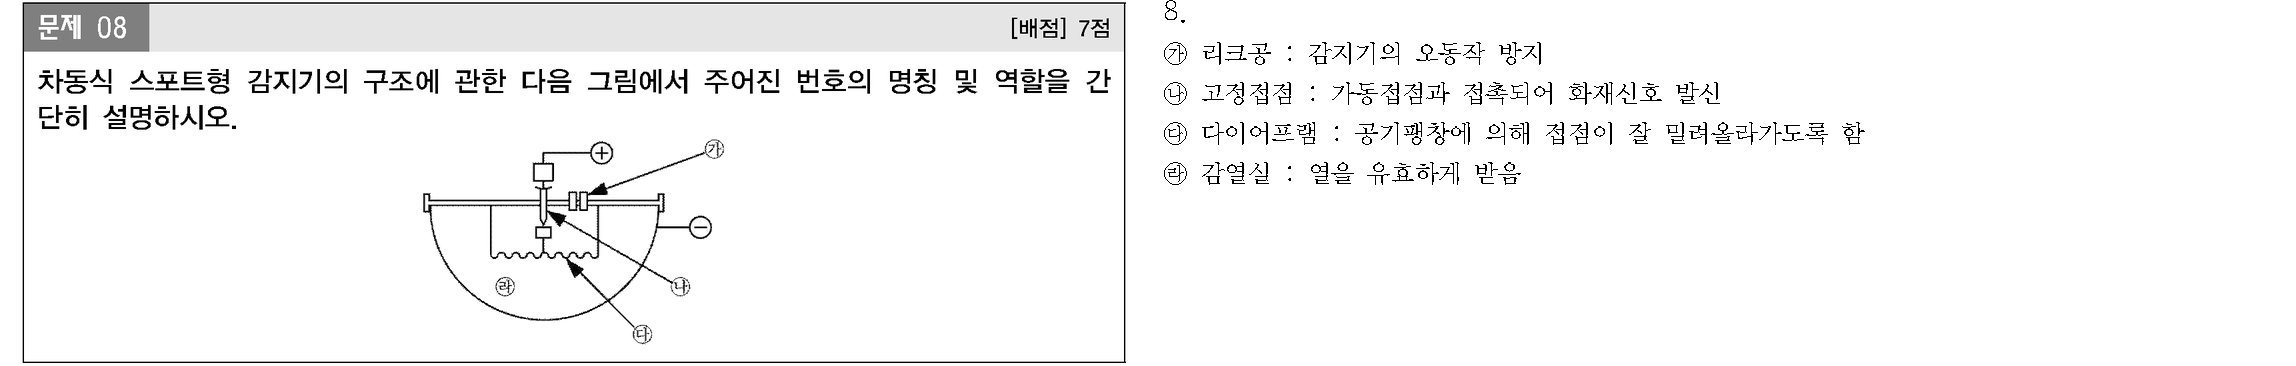 문제 08
[배점] 7점
차동식 스포트형 감지기의 구조에 관한 다음 그림에서 주어진 번호의 명칭 및 역할을 간
단히 설명하시오.
+
㉮
−
㉱
㉯
㉰
8.
㉮ 리크공 : 감지기의 오동작 방지
㉯ 고정접점 : 가동접점과 접촉되어 화재신호 발신
㉰ 다이어프램 : 공기팽창에 의해 접점이 잘 밀려올라가도록 함
㉱ 감열실 : 열을 유효하게 받음